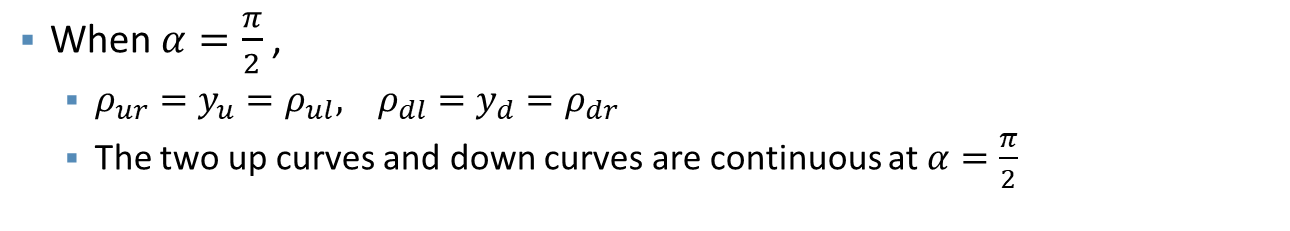 ▪ When 𝛼 = π/2 ,
▪ ρ_ur = y_u = ρ_ul, ρ_dl = y_d = ρ_dr
▪ The two up curves and down curves are continuous at 𝛼 = π/2